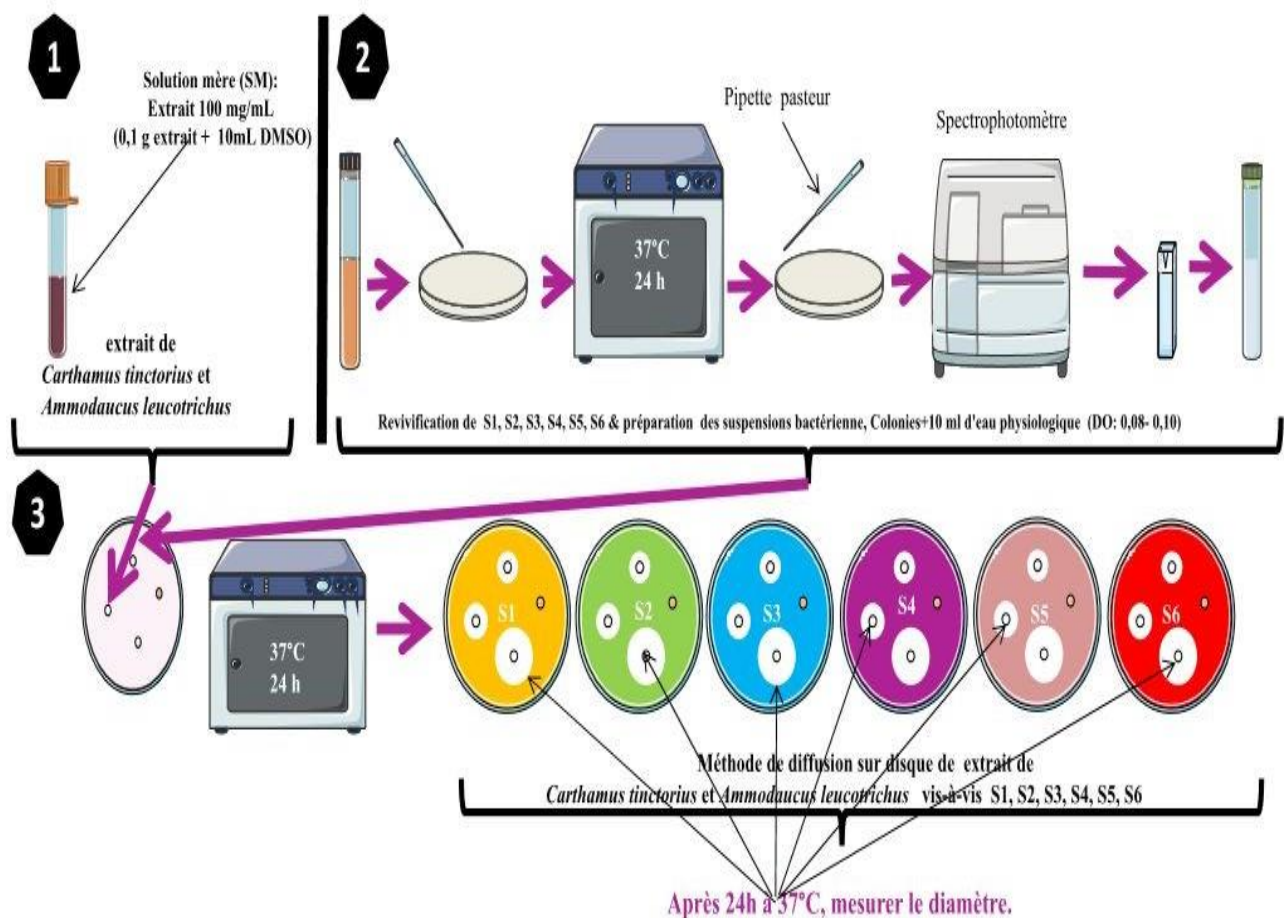 1
Solution mère (SM):
Extrait 100 mg/mL
(0,1 g extrait + 10mL DMSO)
extrait de
Carthamus tinctorius et
Ammodaucus leucotrichus
2
Pipette pasteur
Spectrophotomètre
37°C
24 h
Revivification de S1, S2, S3, S4, S5, S6 & préparation des suspensions bactérienne, Colonies+10 ml d'eau physiologique (DO: 0,08- 0,10)
3
37°C
24 h
S1
S2
S3
S4
S5
S6
Méthode de diffusion sur disque de extrait de
Carthamus tinctorius et Ammodaucus leucotrichus vis-à-vis S1, S2, S3, S4, S5, S6
Après 24h à 37°C, mesurer le diamètre.